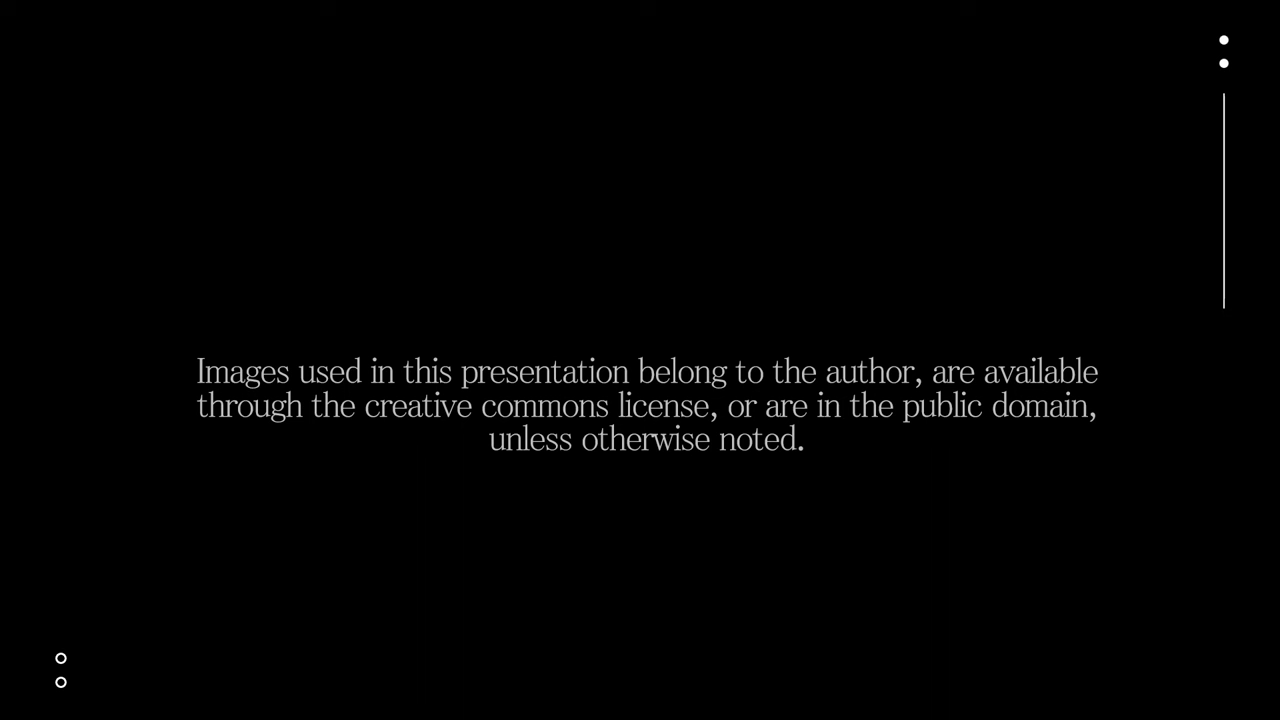 Images used in this presentation belong to the author, are available
through the creative commons license, or are in the public domain,
unless otherwise noted.